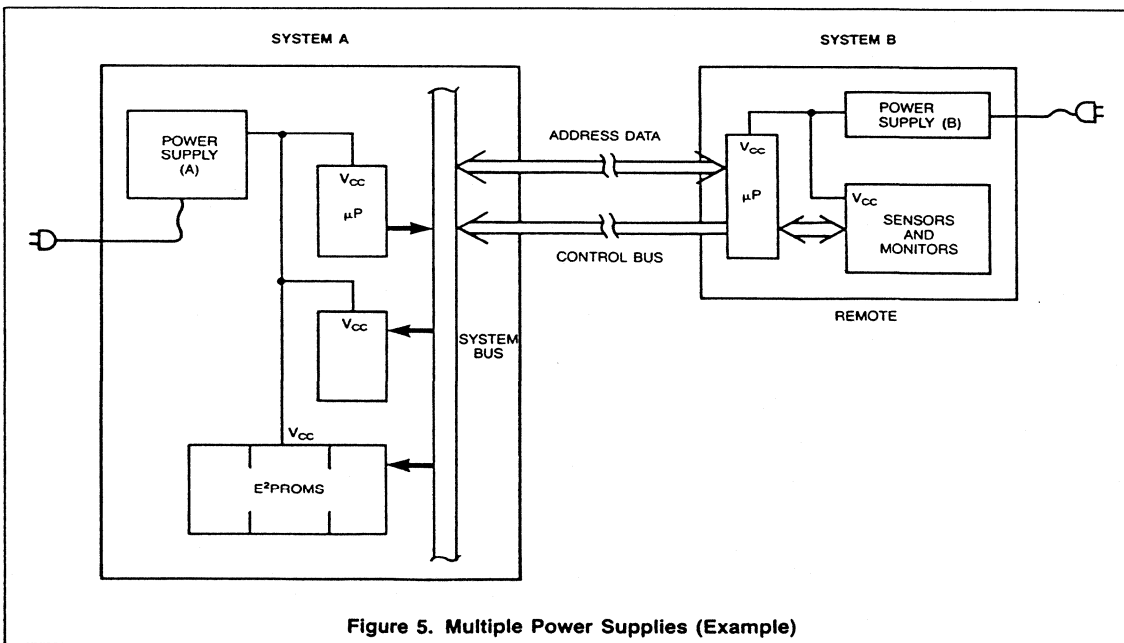 SYSTEM A
POWER
SUPPLY
(A)
VCC
μP
VCC
VCC
E²PROMS
SYSTEM
BUS
ADDRESS DATA
CONTROL BUS
SYSTEM B
POWER
SUPPLY (B)
VCC
μP
VCC
SENSORS
AND
MONITORS
REMOTE
Figure 5. Multiple Power Supplies (Example)